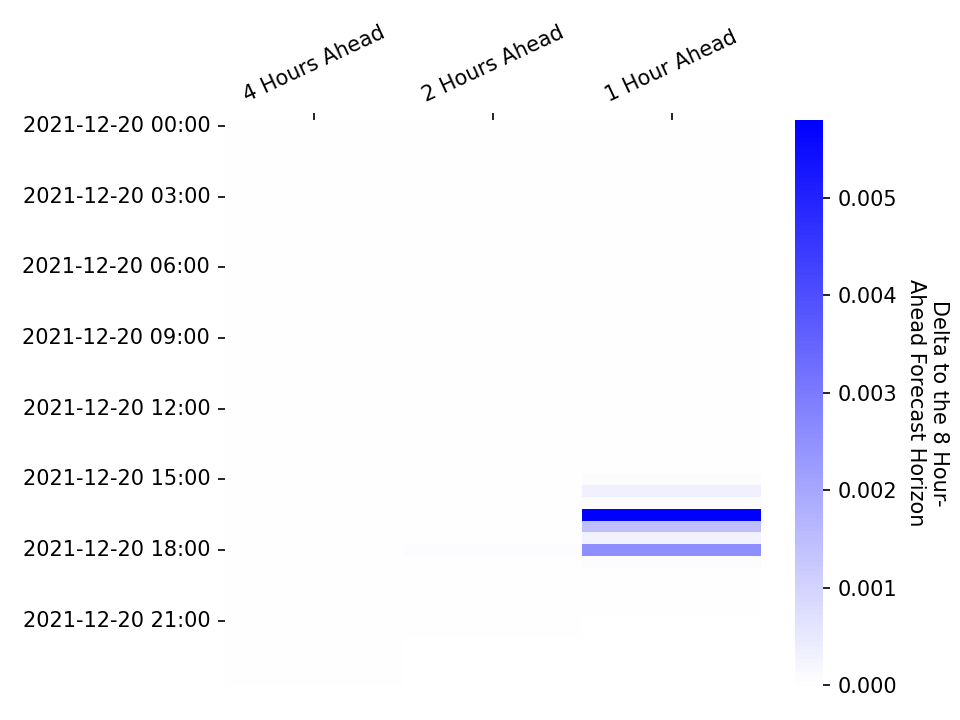 4 Hours Ahead
2 Hours Ahead
1 Hour Ahead
2021-12-20 00:00
2021-12-20 03:00
2021-12-20 06:00
2021-12-20 09:00
2021-12-20 12:00
2021-12-20 15:00
2021-12-20 18:00
2021-12-20 21:00
0.005
0.004
0.003
0.002
0.001
0.000
Delta to the 8 Hour-
Ahead Forecast Horizon